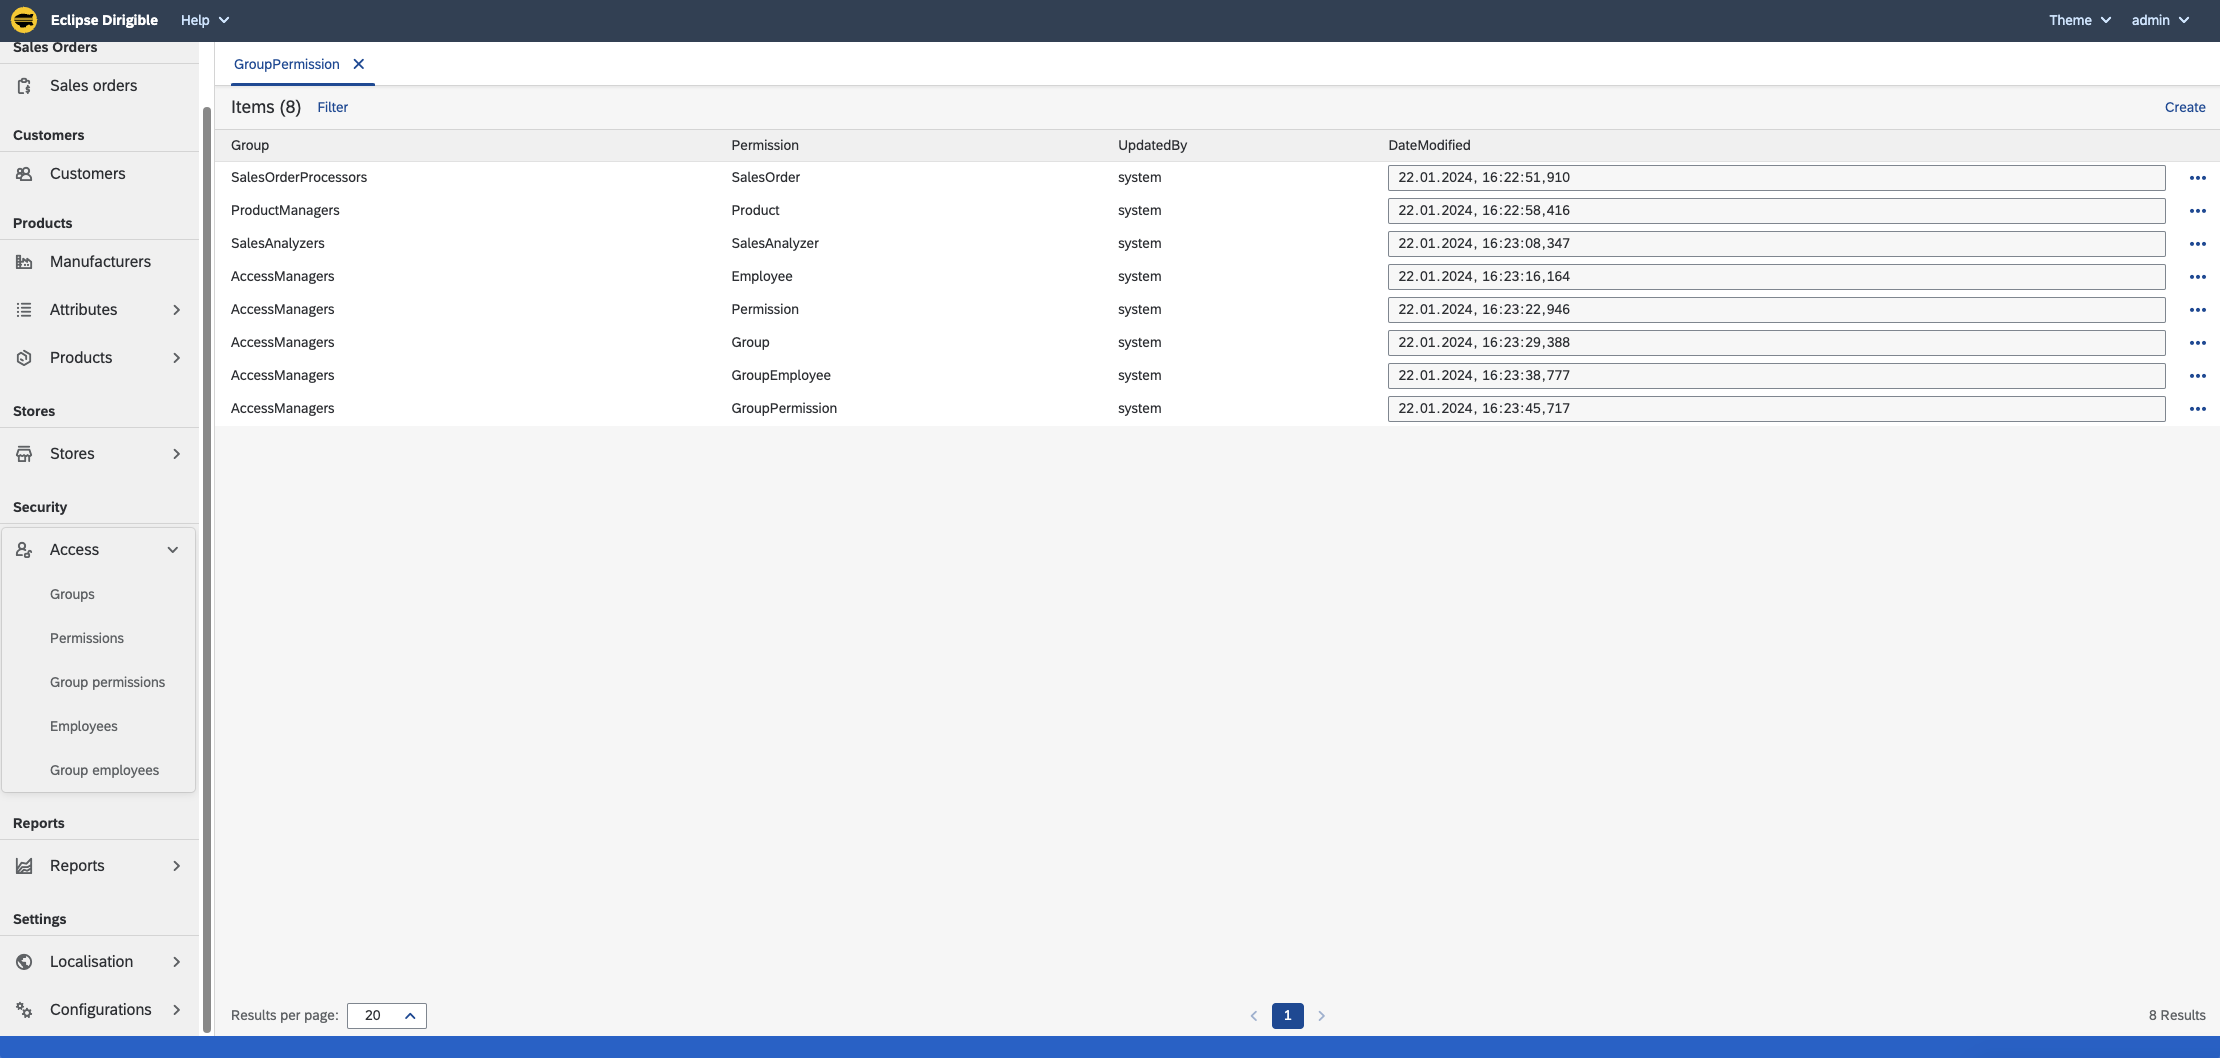 Eclipse Dirigible Help Theme admin
Sales Orders
Sales orders
Customers
Customers
Products
Manufacturers
Attributes
Products
Stores
Stores
Security
Access
Groups
Permissions
Group permissions
Employees
Group employees
Reports
Reports
Settings
Localisation
Configurations
GroupPermission
Items (8) Filter Create
Group Permission UpdatedBy DateModified
SalesOrderProcessors SalesOrder system 22.01.2024, 16:22:51,910
ProductManagers Product system 22.01.2024, 16:22:58,416
SalesAnalyzers SalesAnalyzer system 22.01.2024, 16:23:08,347
AccessManagers Employee system 22.01.2024, 16:23:16,164
AccessManagers Permission system 22.01.2024, 16:23:22,946
AccessManagers Group system 22.01.2024, 16:23:29,388
AccessManagers GroupEmployee system 22.01.2024, 16:23:38,777
AccessManagers GroupPermission system 22.01.2024, 16:23:45,717
Results per page: 20 1 8 Results